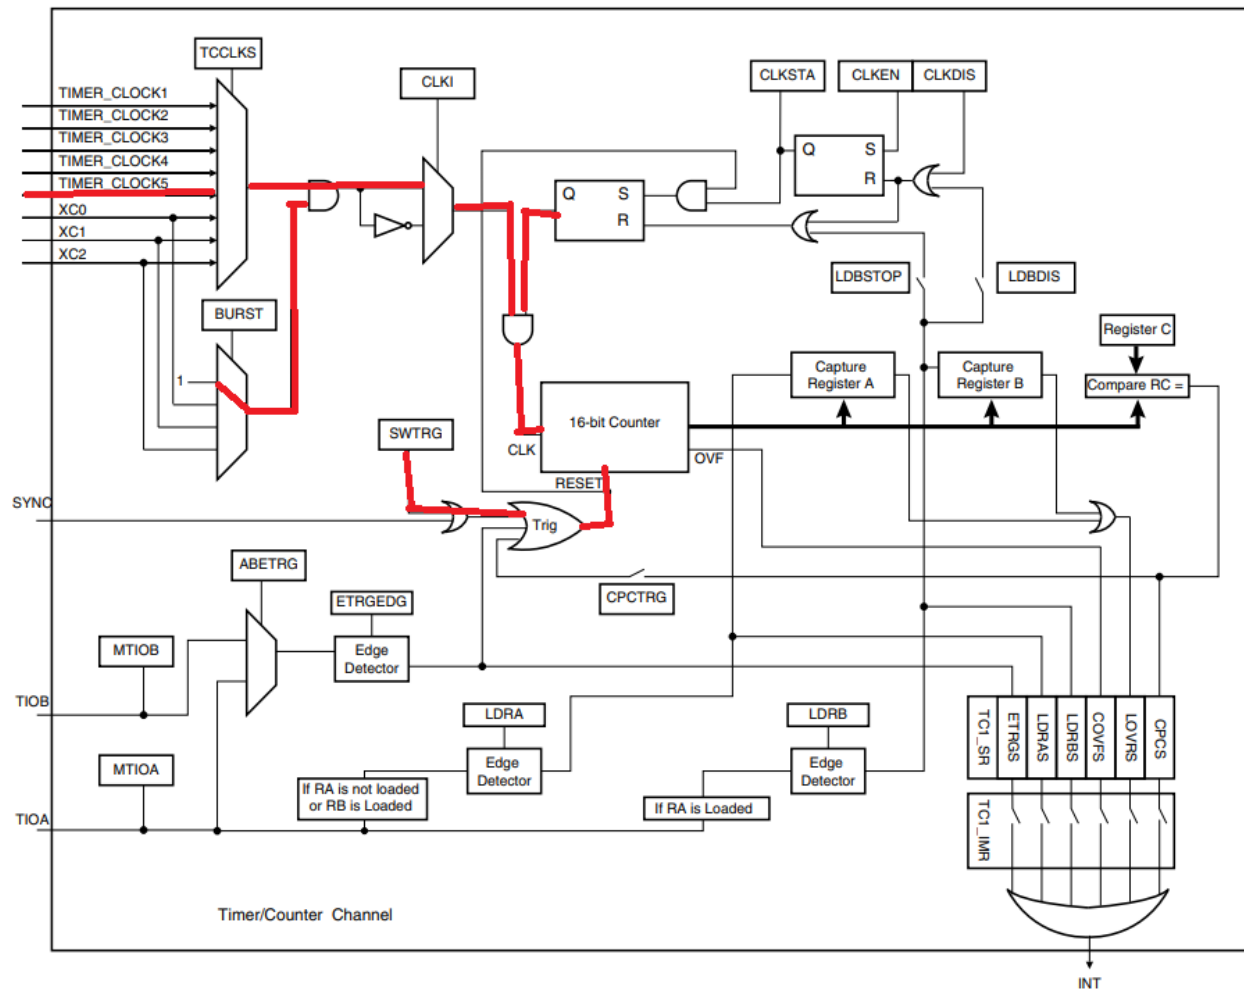 TCCLKS
CLKI
CLKSTA
CLKEN
CLKDIS
TIMER_CLOCK1
TIMER_CLOCK2
TIMER_CLOCK3
TIMER_CLOCK4
TIMER_CLOCK5
XC0
XC1
XC2
Q
S
R
Q
S
R
LDBSTOP
LDBDIS
BURST
1
Register C
Capture
Register A
Capture
Register B
Compare RC =
16-bit Counter
SWTRG
CLK
OVF
RESET
SYNC
Trig
ABETRG
CPCTRG
ETRGEDG
MTIOB
Edge
Detector
TIOB
LDRA
LDRB
MTIOA
Edge
Detector
Edge
Detector
If RA is not loaded
or RB is Loaded
If RA is Loaded
TIOA
TC1_SR
ETRGS
LDRAS
LDRBS
COVFS
LOVRS
CPCS
TC1_IMR
Timer/Counter Channel
INT